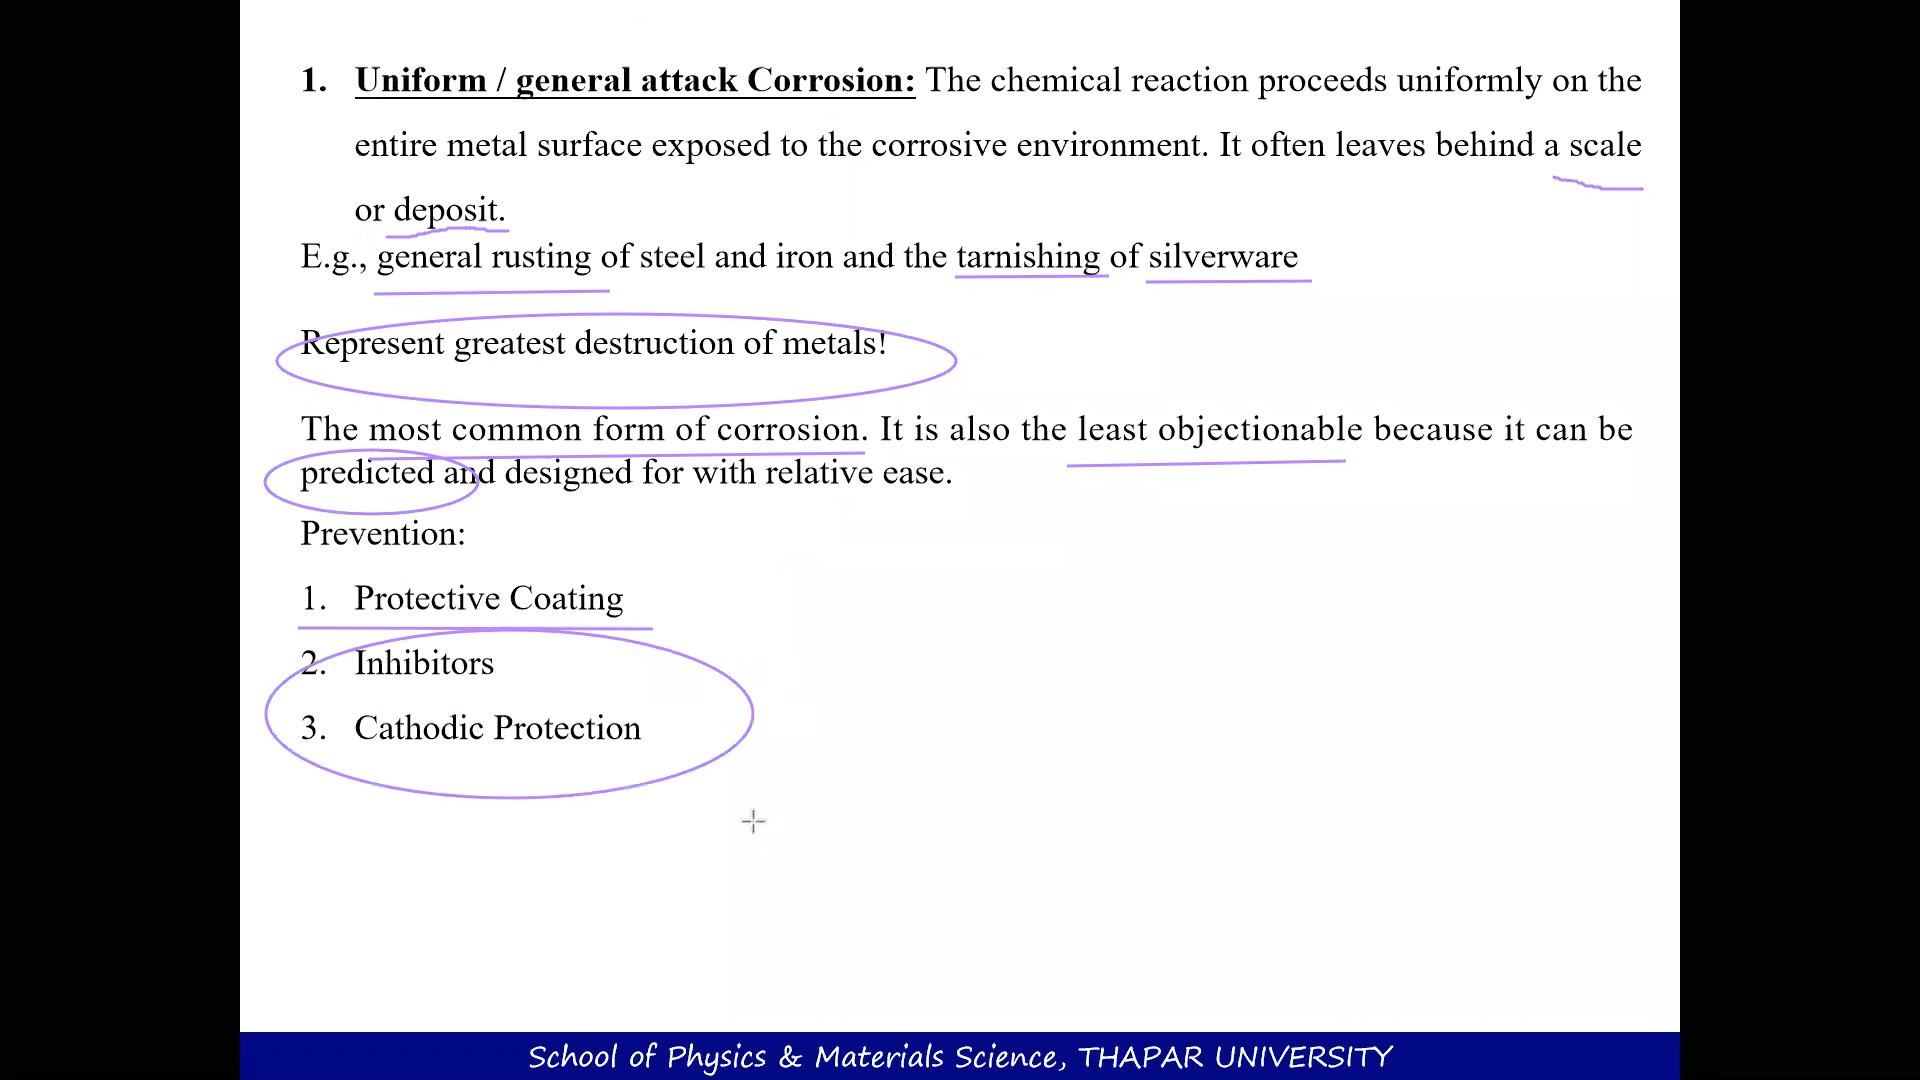 1. Uniform / general attack Corrosion: The chemical reaction proceeds uniformly on the
entire metal surface exposed to the corrosive environment. It often leaves behind a scale
or deposit.
E.g., general rusting of steel and iron and the tarnishing of silverware
Represent greatest destruction of metals!
The most common form of corrosion. It is also the least objectionable because it can be
predicted and designed for with relative ease.
Prevention:
1. Protective Coating
2. Inhibitors
3. Cathodic Protection
School of Physics & Materials Science, THAPAR UNIVERSITY